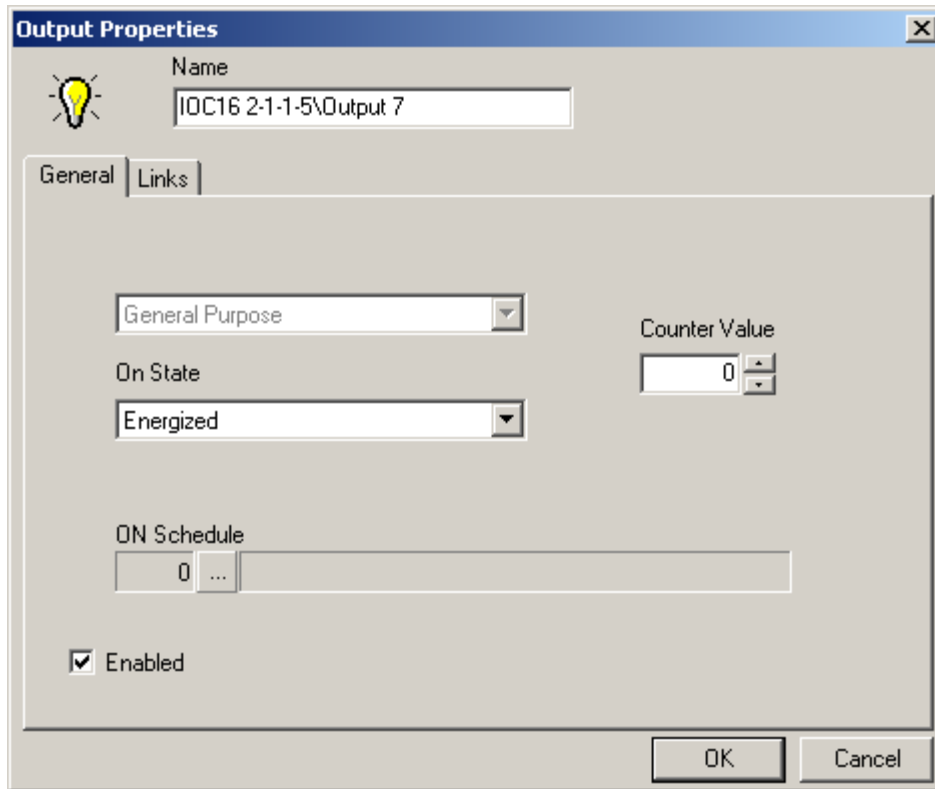 Output Properties
Name
IOC16 2-1-1-5\Output 7
General
Links
General Purpose
Counter Value
0
On State
Energized
ON Schedule
0 ...
Enabled
OK
Cancel